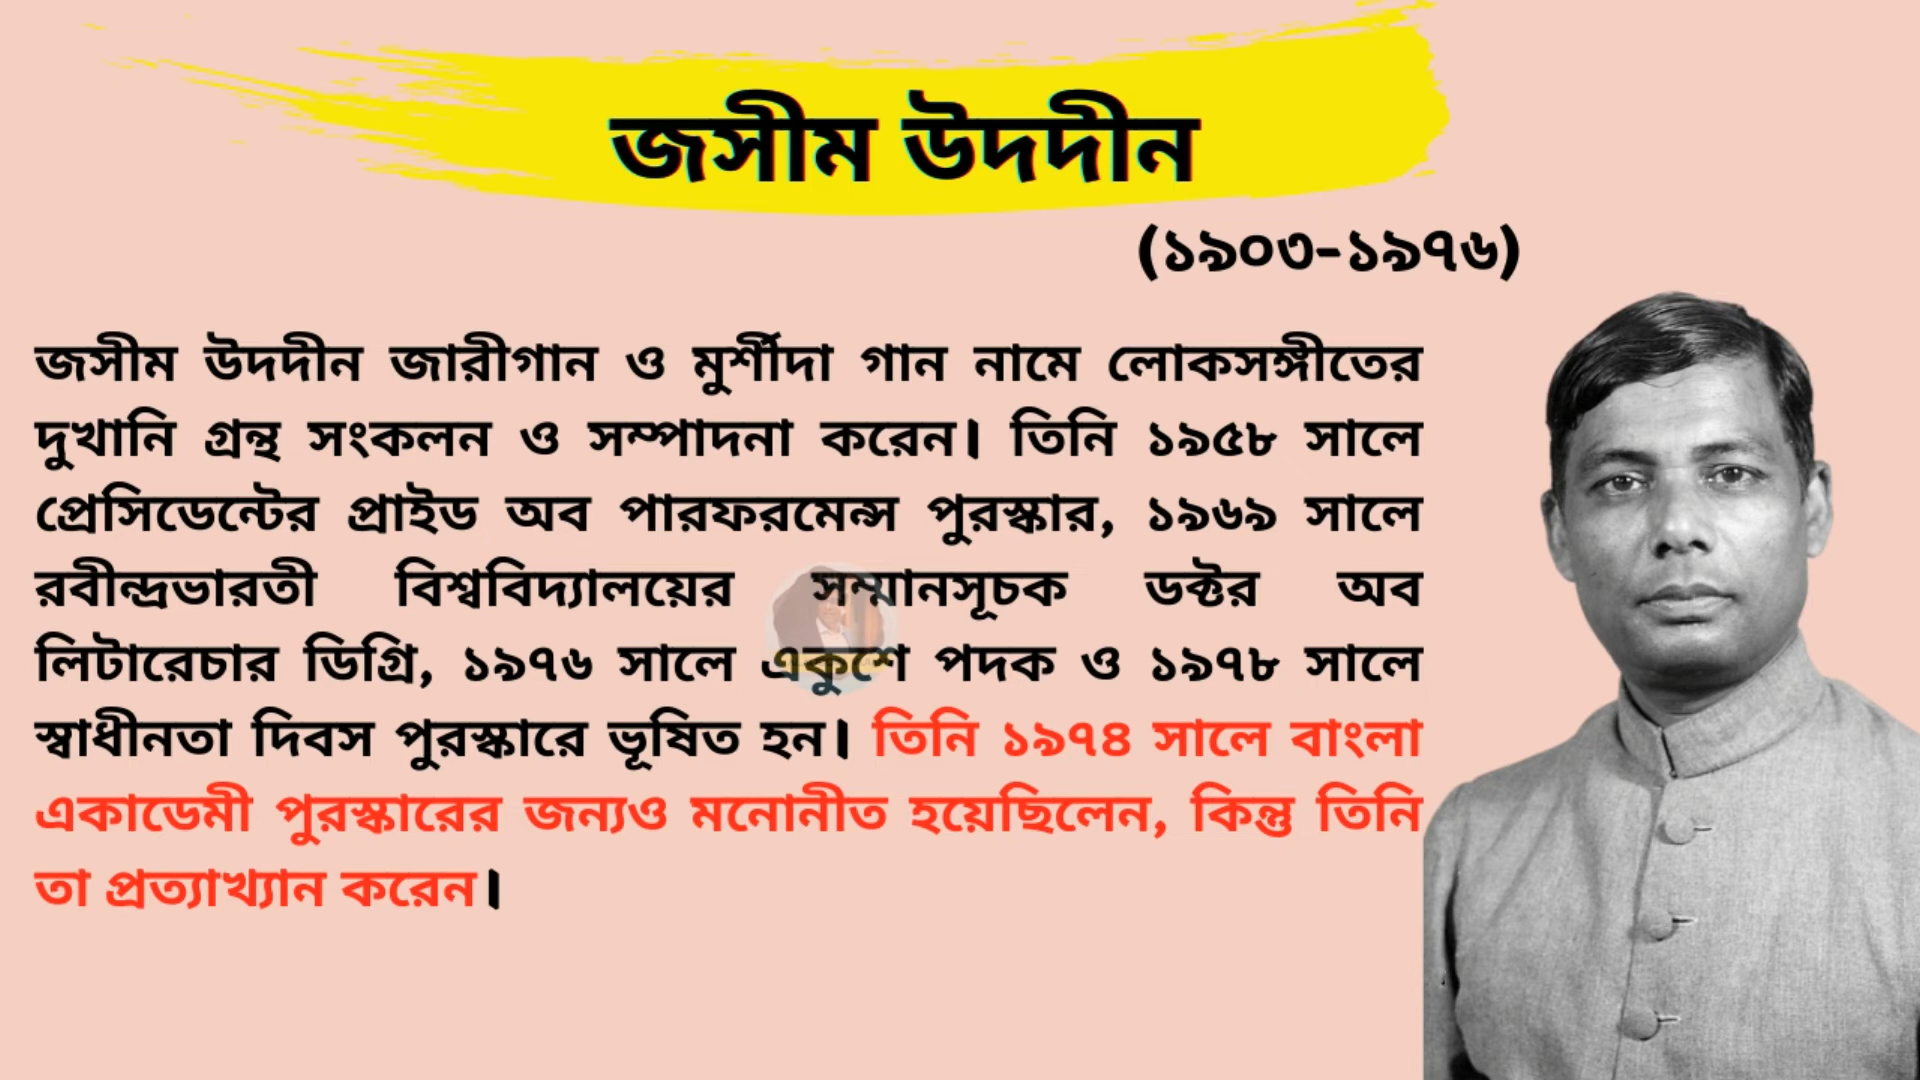 জসীম উদদীন
(১৯০৩-১৯৭৬)
জসীম উদদীন জারীগান ও মুর্শীদা গান নামে লোকসঙ্গীতের
দুখানি গ্রন্থ সংকলন ও সম্পাদনা করেন। তিনি ১৯৫৮ সালে
প্রেসিডেন্টের প্রাইড অব পারফরমেন্স পুরস্কার, ১৯৬৯ সালে
রবীন্দ্রভারতী বিশ্ববিদ্যালয়ের সন্মানসূচক ডক্টর অব
লিটারেচার ডিগ্রি, ১৯৭৬ সালে একুশে পদক ও ১৯৭৮ সালে
স্বাধীনতা দিবস পুরস্কারে ভূষিত হন। তিনি ১৯৭৪ সালে বাংলা
একাডেমী পুরস্কারের জন্যও মনোনীত হয়েছিলেন, কিন্তু তিনি
তা প্রত্যাখ্যান করেন।